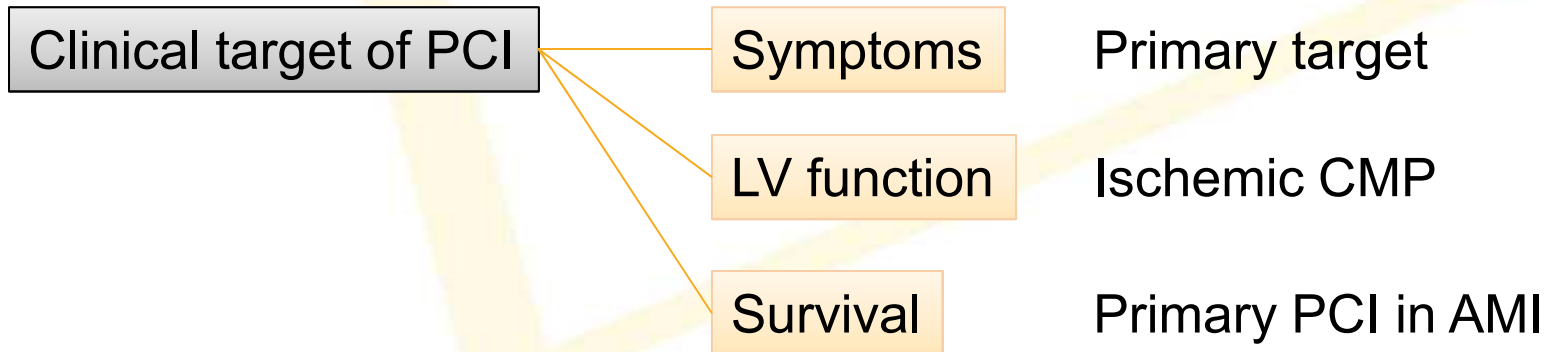 Clinical target of PCI
Symptoms Primary target
LV function Ischemic CMP
Survival Primary PCI in AMI